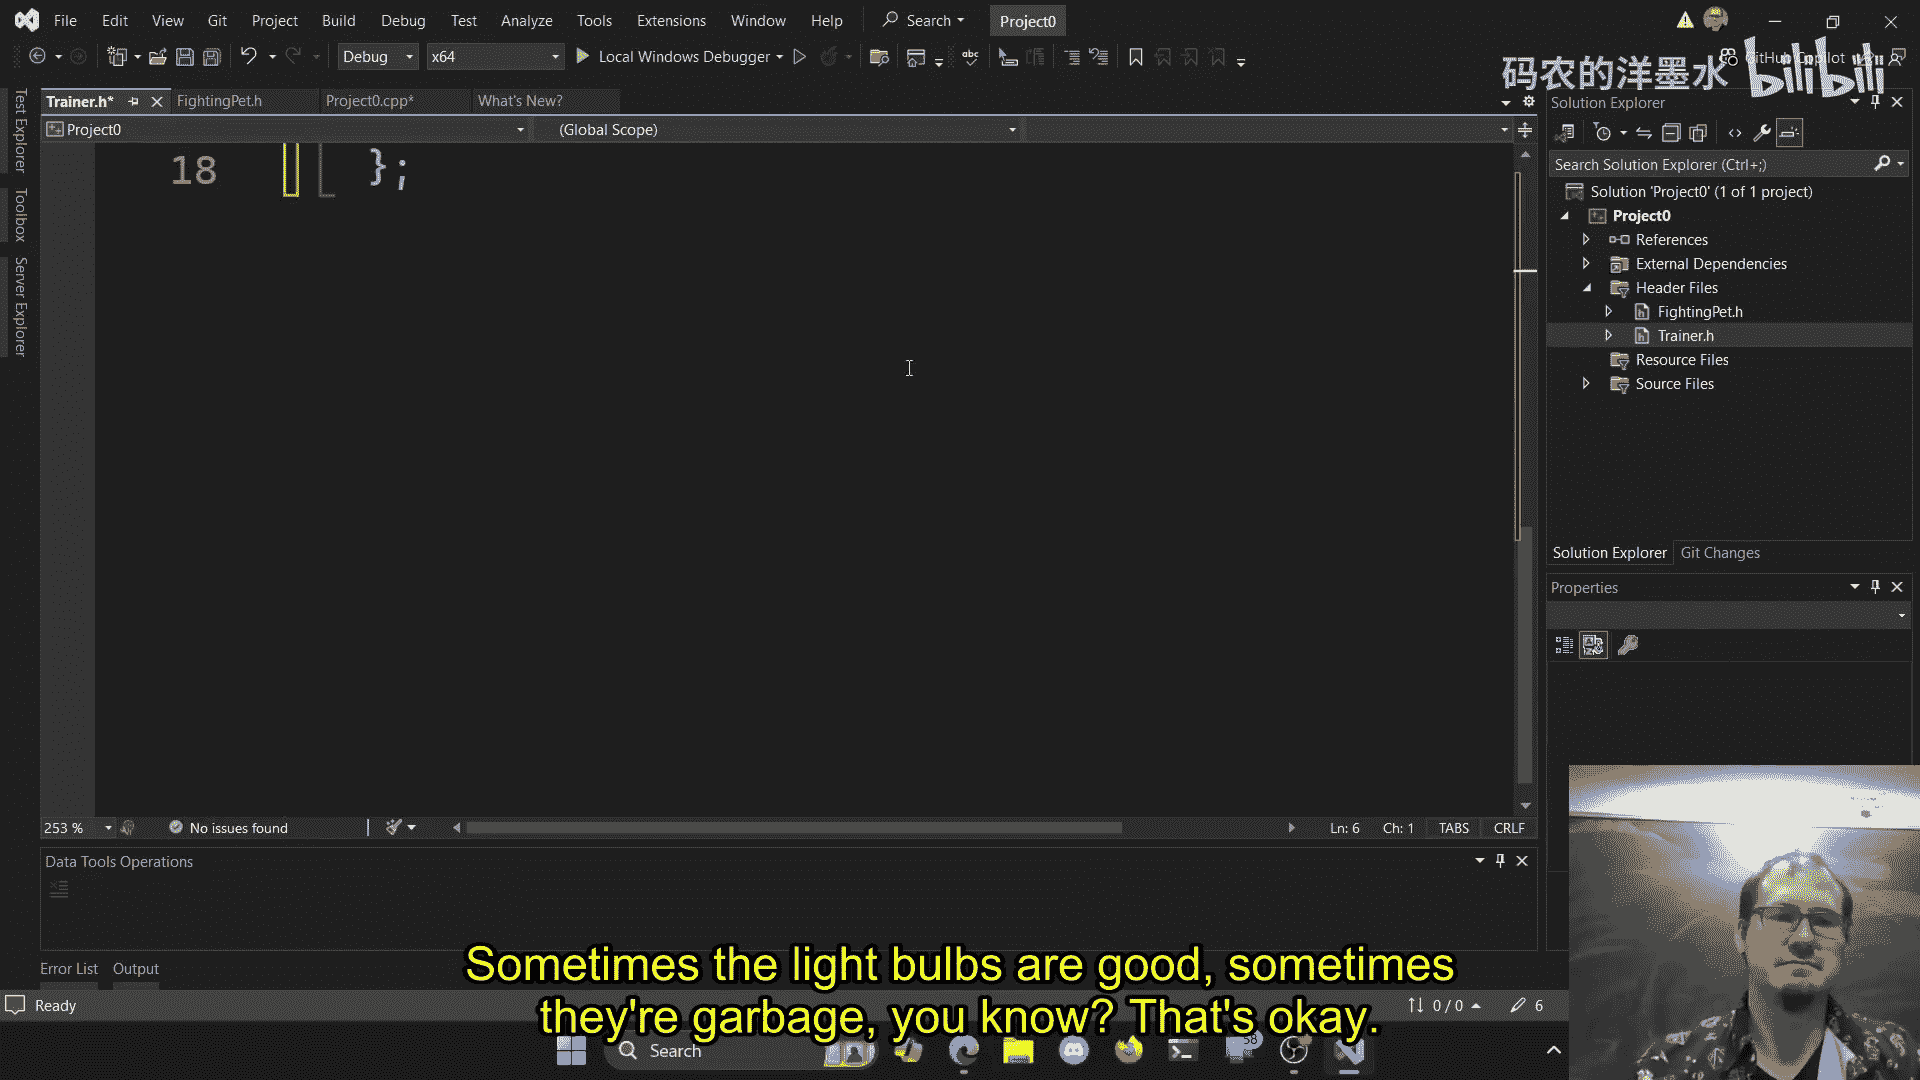 File Edit View Git Project Build Debug Test Analyze Tools Extensions Window Help Search Project0
Debug x64 Local Windows Debugger abc
GitHub Copilot
码农的洋墨水 bilibili
Trainer.h* FightingPet.h Project0.cpp* What's New?
Project0 (Global Scope)
18 };
Test Explorer
Toolbox
Server Explorer
Solution Explorer
Search Solution Explorer (Ctrl+;)
Solution 'Project0' (1 of 1 project)
Project0
References
External Dependencies
Header Files
FightingPet.h
Trainer.h
Resource Files
Source Files
Solution Explorer Git Changes
Properties
253 % No issues found Ln: 6 Ch: 1 TABS CRLF
Data Tools Operations
Sometimes the light bulbs are good, sometimes
they're garbage, you know? That's okay.
Error List Output
Ready 0 / 0 6
Search 58